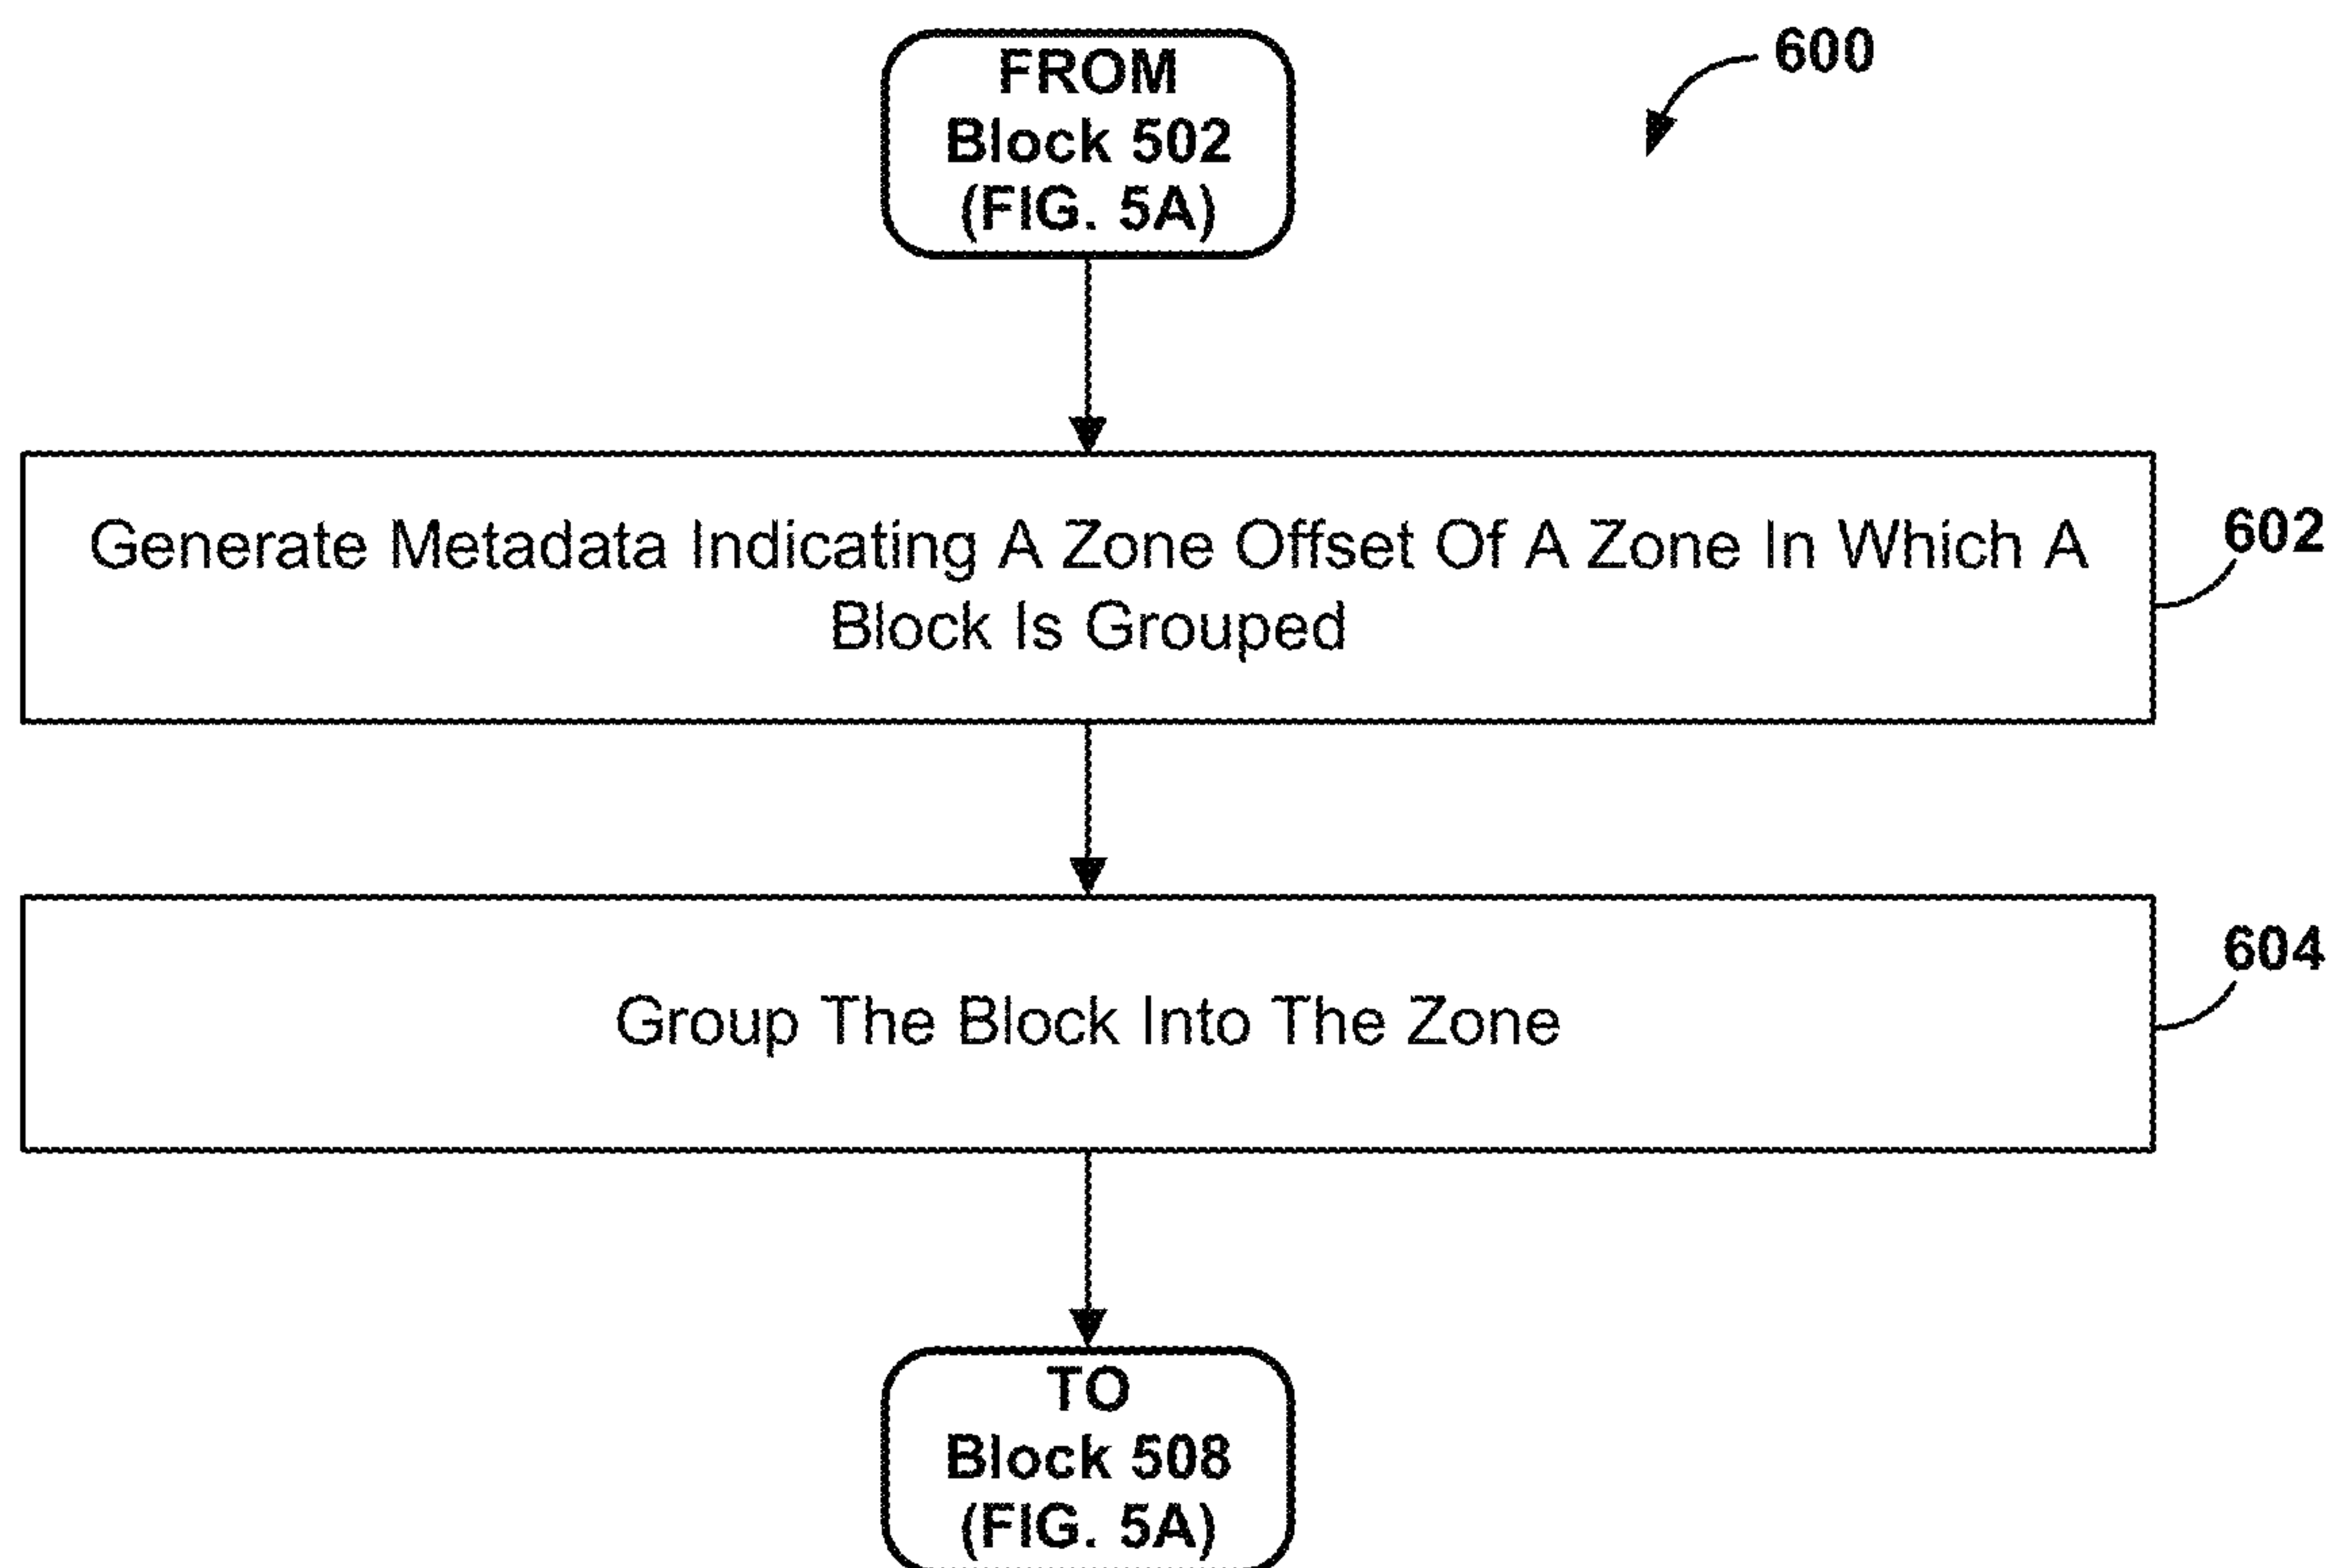 FROM
Block 502
(FIG. 5A)
600
Generate Metadata Indicating A Zone Offset Of A Zone In Which A
Block Is Grouped
602
Group The Block Into The Zone
604
TO
Block 508
(FIG. 5A)